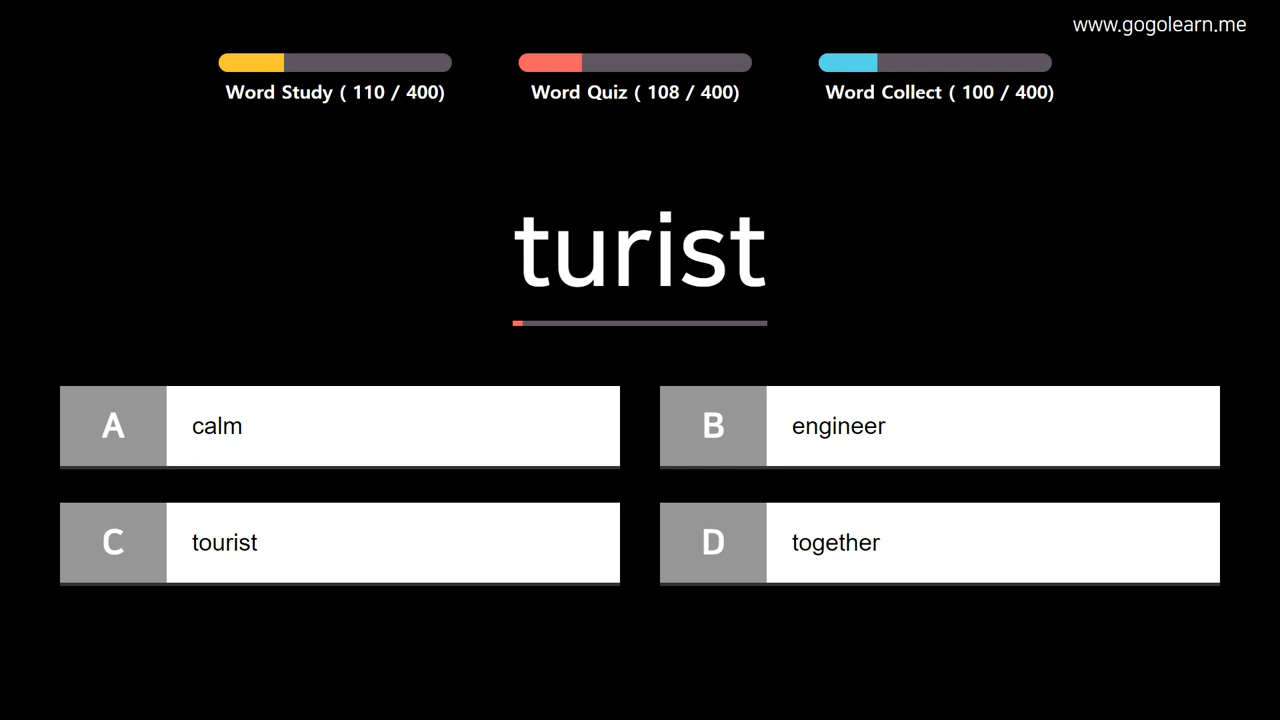 www.gogolearn.me
Word Study ( 110 / 400)
Word Quiz ( 108 / 400)
Word Collect ( 100 / 400)
turist
A
calm
B
engineer
C
tourist
D
together